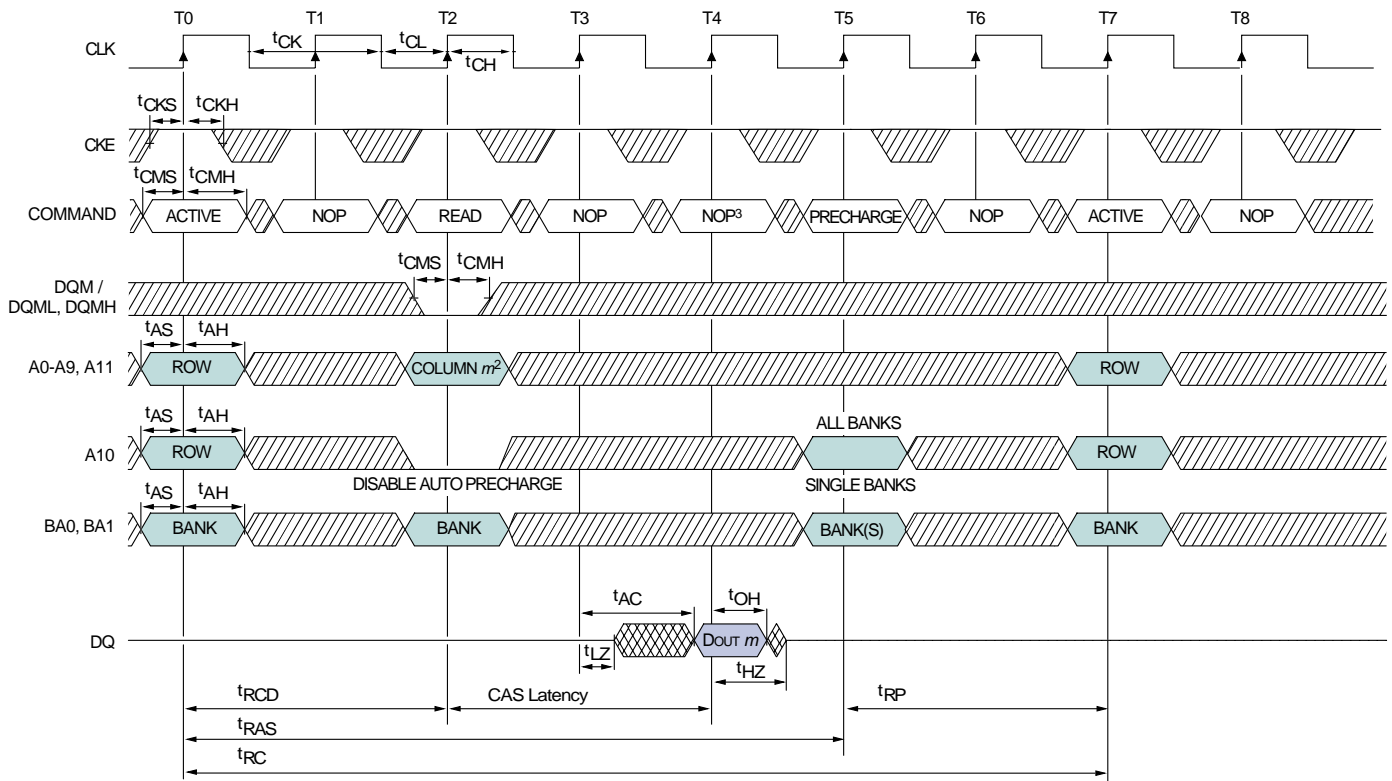 T0 T1 T2 T3 T4 T5 T6 T7 T8
CLK
tCK tCL
tCH
tCKS tCKH
CKE
tCMS tCMH
COMMAND ACTIVE NOP READ NOP NOP3 PRECHARGE NOP ACTIVE NOP
tCMS tCMH
DQM /
DQML, DQMH
tAS tAH
A0-A9, A11 ROW COLUMN m2 ROW
tAS tAH ALL BANKS
A10 ROW ROW
DISABLE AUTO PRECHARGE SINGLE BANKS
tAS tAH
BA0, BA1 BANK BANK BANK(S) BANK
tAC tOH
DQ DOUT m
tLZ tHZ
tRCD CAS Latency tRP
tRAS
tRC